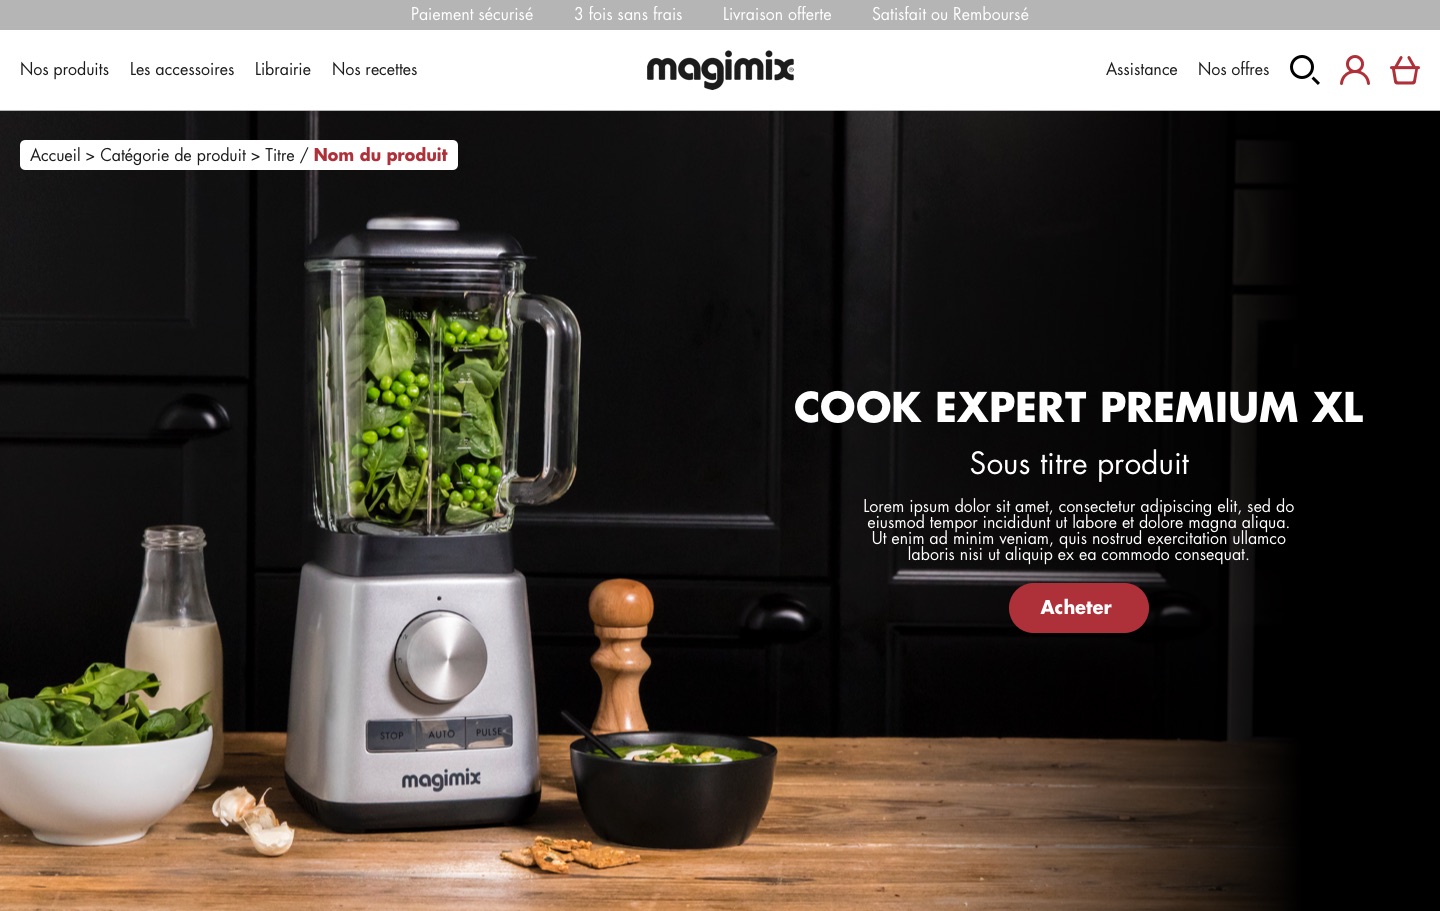 Paiement sécurisé 3 fois sans frais Livraison offerte Satisfait ou Remboursé
Nos produits Les accessoires Librairie Nos recettes magimix Assistance Nos offres
Accueil > Catégorie de produit > Titre / Nom du produit
COOK EXPERT PREMIUM XL
Sous titre produit
Lorem ipsum dolor sit amet, consectetur adipiscing elit, sed do
eiusmod tempor incididunt ut labore et dolore magna aliqua.
Ut enim ad minim veniam, quis nostrud exercitation ullamco
laboris nisi ut aliquip ex ea commodo consequat.
Acheter
STOP AUTO PULSE
magimix